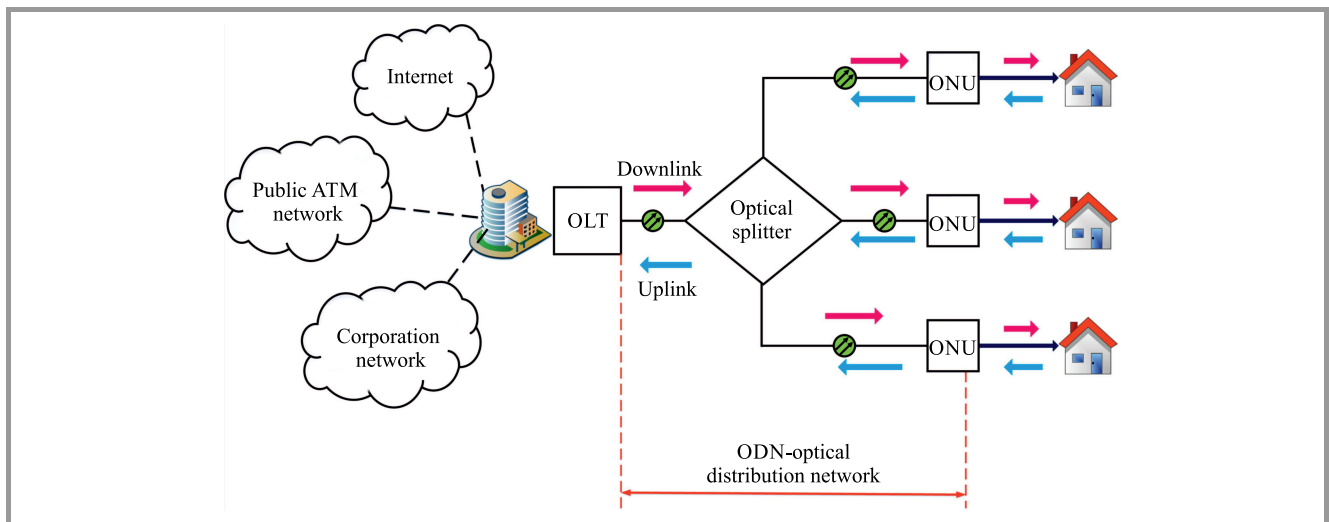 Internet
Public ATM
network
Corporation
network
OLT
Downlink
Uplink
Optical
splitter
ONU
ONU
ONU
ODN-optical
distribution network